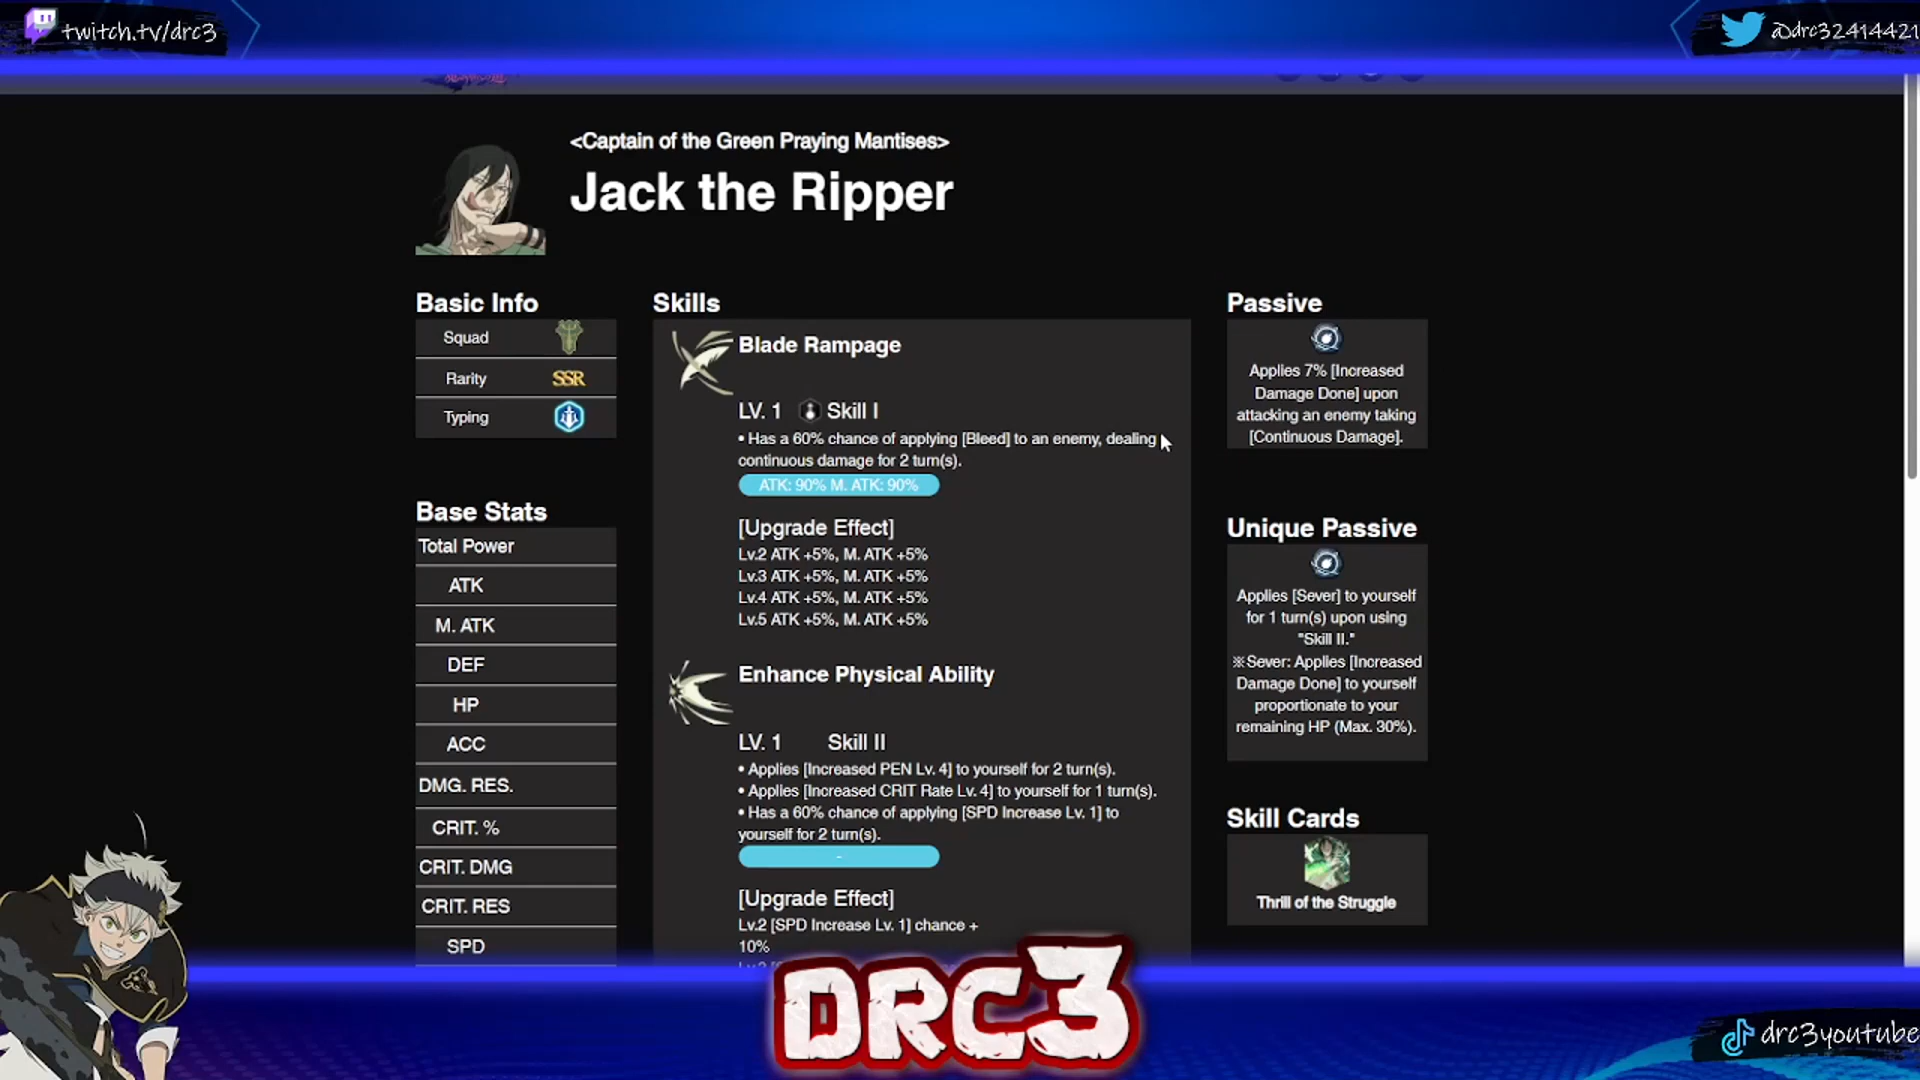 twitch.tv/drc3
@drc32414421
<Captain of the Green Praying Mantises>
Jack the Ripper
Basic Info
Squad
Rarity SSR
Typing
Base Stats
Total Power
ATK
M. ATK
DEF
HP
ACC
DMG. RES.
CRIT. %
CRIT. DMG
CRIT. RES
SPD
Skills
Blade Rampage
LV. 1 Skill I
• Has a 60% chance of applying [Bleed] to an enemy, dealing
continuous damage for 2 turn(s).
ATK: 90% M. ATK: 90%
[Upgrade Effect]
Lv.2 ATK +5%, M. ATK +5%
Lv.3 ATK +5%, M. ATK +5%
Lv.4 ATK +5%, M. ATK +5%
Lv.5 ATK +5%, M. ATK +5%
Enhance Physical Ability
LV. 1 Skill II
• Applies [Increased PEN Lv. 4] to yourself for 2 turn(s).
• Applies [Increased CRIT Rate Lv. 4] to yourself for 1 turn(s).
• Has a 60% chance of applying [SPD Increase Lv. 1] to
yourself for 2 turn(s).
-
[Upgrade Effect]
Lv.2 [SPD Increase Lv. 1] chance +
10%
Passive
Applies 7% [Increased
Damage Done] upon
attacking an enemy taking
[Continuous Damage].
Unique Passive
Applies [Sever] to yourself
for 1 turn(s) upon using
"Skill II."
※Sever: Applies [Increased
Damage Done] to yourself
proportionate to your
remaining HP (Max. 30%).
Skill Cards
Thrill of the Struggle
DRC3
drc3youtube